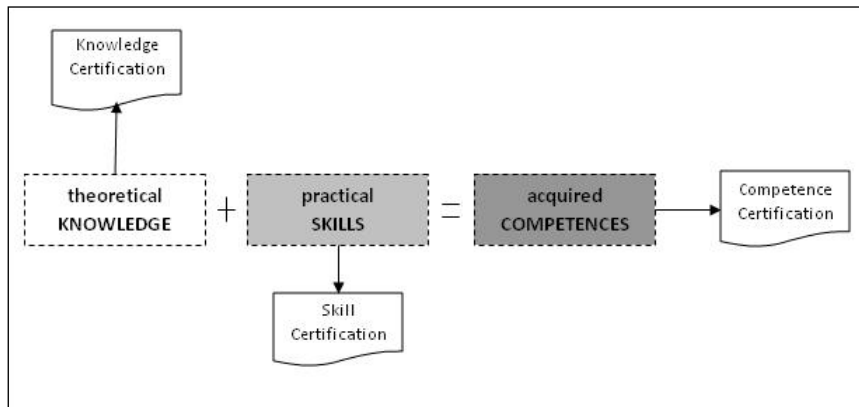 Knowledge
Certification
theoretical
KNOWLEDGE
+
practical
SKILLS
=
acquired
COMPETENCES
Competence
Certification
Skill
Certification